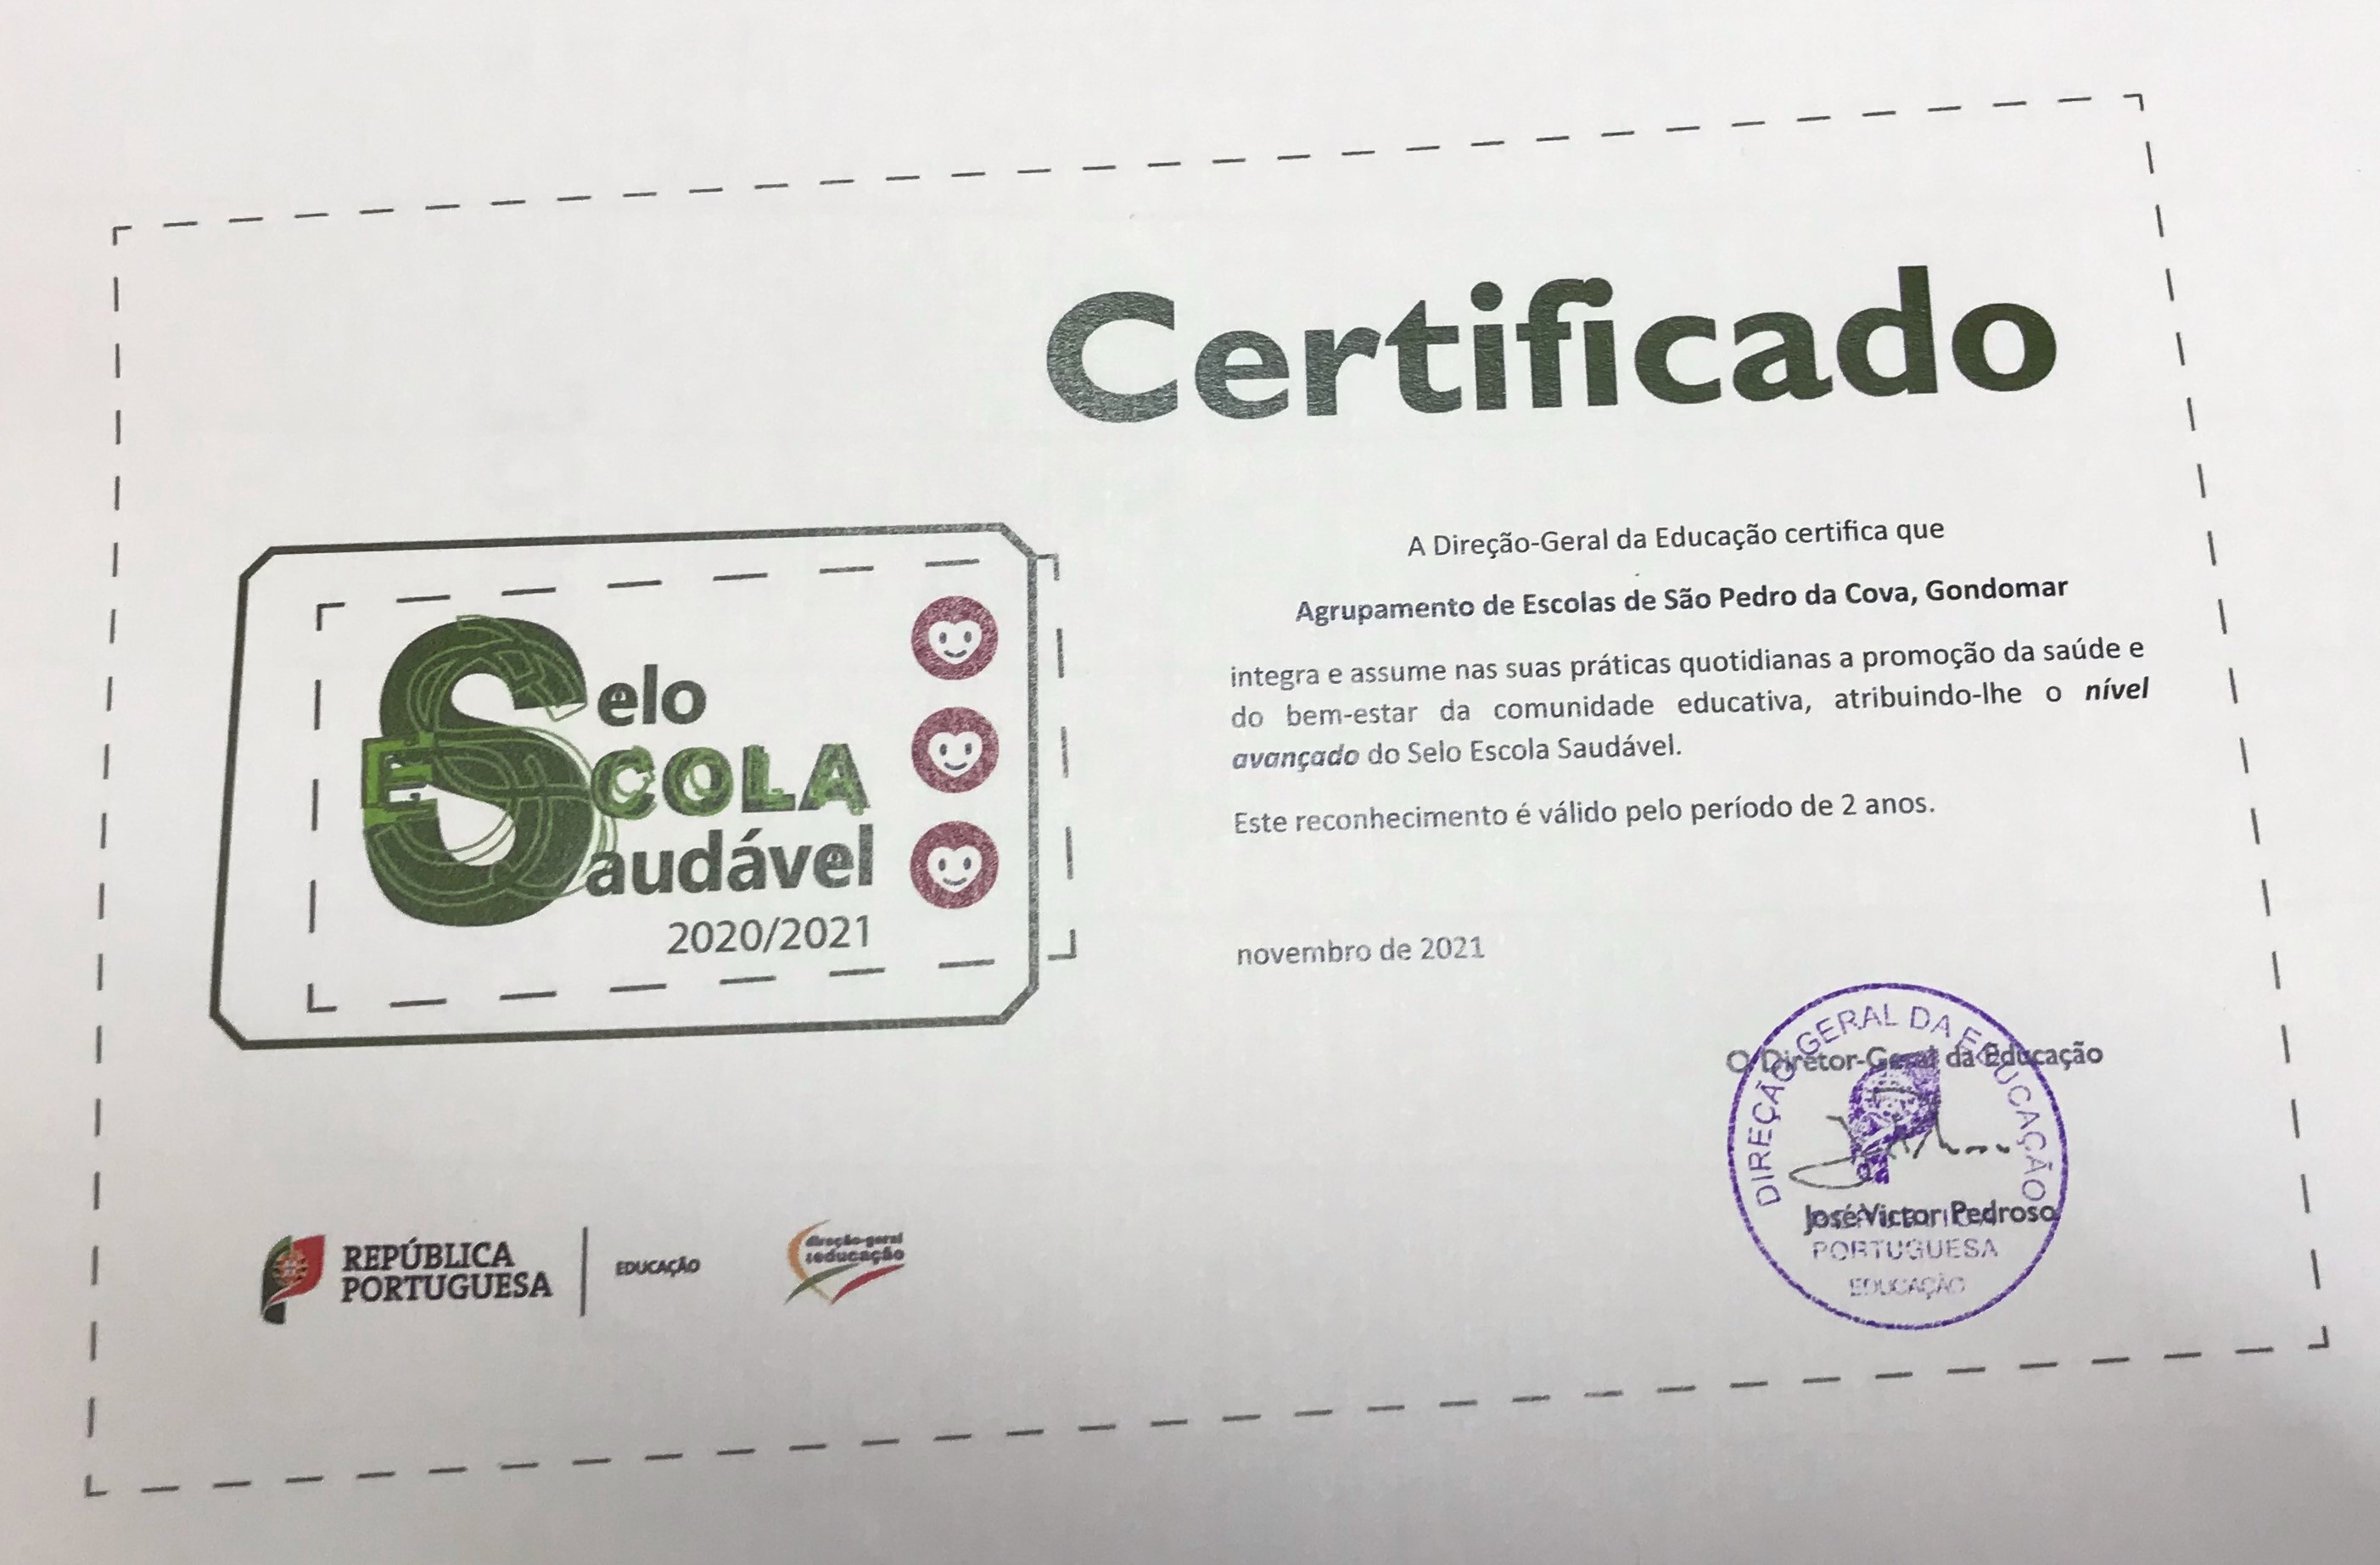 Certificado
Selo
ESCOLA
Saudável
2020/2021
A Direção-Geral da Educação certifica que
Agrupamento de Escolas de São Pedro da Cova, Gondomar
integra e assume nas suas práticas quotidianas a promoção da saúde e
do bem-estar da comunidade educativa, atribuindo-lhe o nível
avançado do Selo Escola Saudável.
Este reconhecimento é válido pelo período de 2 anos.
novembro de 2021
O Diretor-Geral da Educação
José Victor Pedroso
DIREÇÃO GERAL DA EDUCAÇÃO
PORTUGUESA
EDUCAÇÃO
REPÚBLICA
PORTUGUESA
EDUCAÇÃO
direção-geral
educação